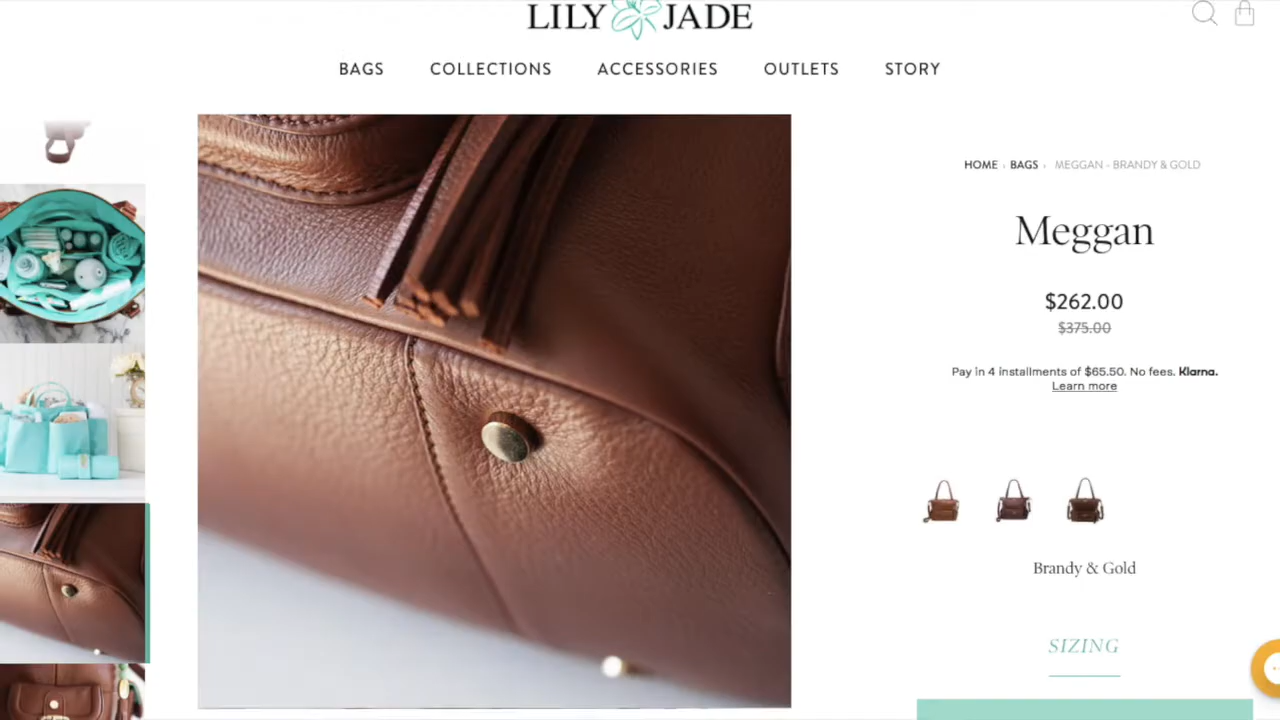 LILY JADE
BAGS COLLECTIONS ACCESSORIES OUTLETS STORY
HOME › BAGS › MEGGAN - BRANDY & GOLD
Meggan
$262.00
$375.00
Pay in 4 installments of $65.50. No fees. Klarna.
Learn more
Brandy & Gold
SIZING